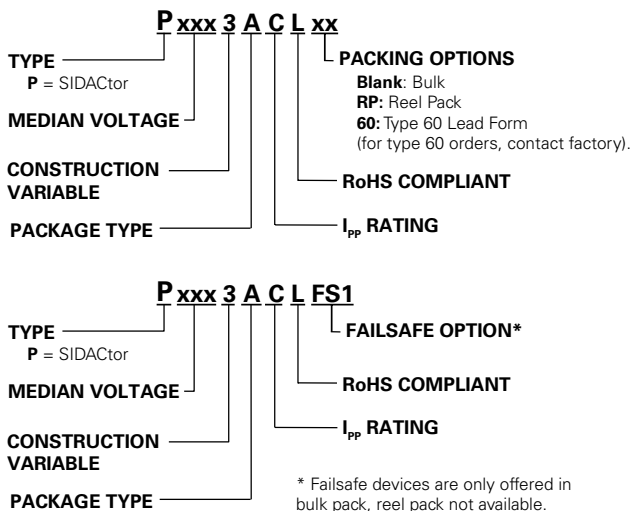 P xxx 3 A C L xx
TYPE
P = SIDACtor
MEDIAN VOLTAGE
CONSTRUCTION
VARIABLE
PACKAGE TYPE
PACKING OPTIONS
Blank: Bulk
RP: Reel Pack
60: Type 60 Lead Form
(for type 60 orders, contact factory).
RoHS COMPLIANT
IPP RATING
P xxx 3 A C L FS1
TYPE
P = SIDACtor
MEDIAN VOLTAGE
CONSTRUCTION
VARIABLE
PACKAGE TYPE
FAILSAFE OPTION*
RoHS COMPLIANT
IPP RATING
* Failsafe devices are only offered in
bulk pack, reel pack not available.